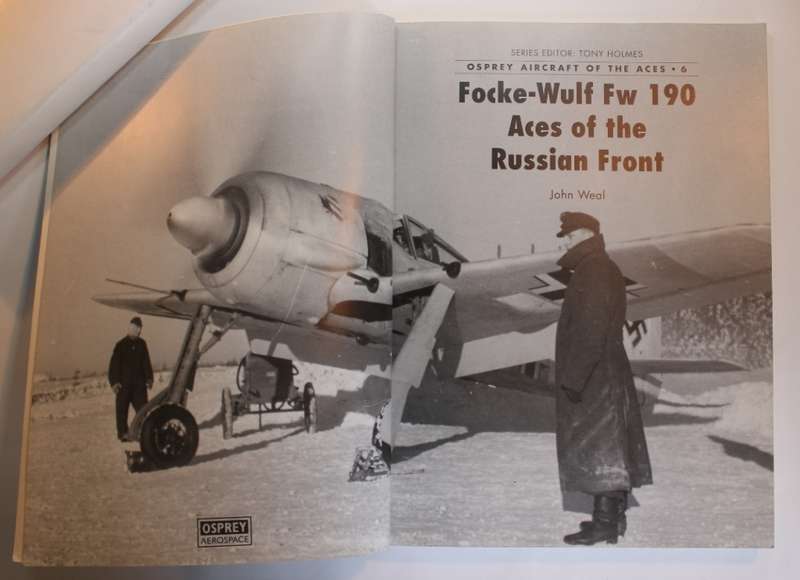 SERIES EDITOR: TONY HOLMES
OSPREY AIRCRAFT OF THE ACES • 6
Focke-Wulf Fw 190
Aces of the
Russian Front
John Weal
OSPREY
AEROSPACE